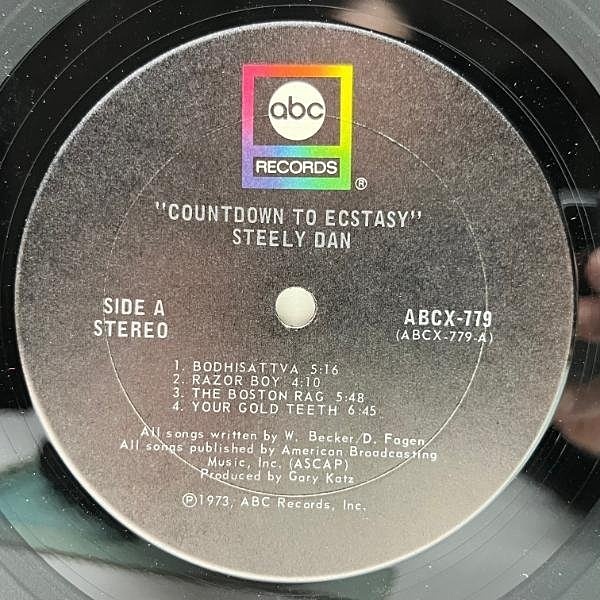 abc
RECORDS
®
"COUNTDOWN TO ECSTASY"
STEELY DAN
SIDE A
STEREO
ABCX-779
(ABCX-779-A)
1. BODHISATTVA 5:16
2. RAZOR BOY 4:10
3. THE BOSTON RAG 5:48
4. YOUR GOLD TEETH 6:45
All songs written by W. Becker/D. Fagen
All songs published by American Broadcasting
Music, Inc. (ASCAP)
Produced by Gary Katz
℗1973, ABC Records, Inc.